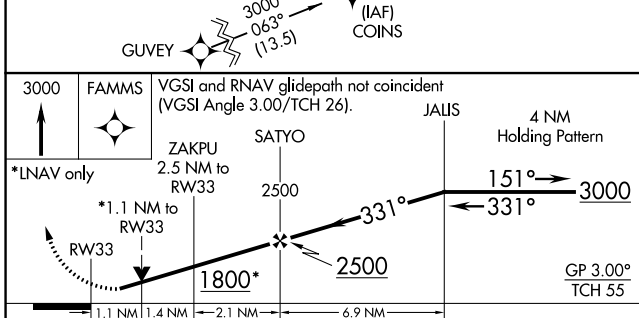 3000
063°
(13.5)
(IAF)
COINS
GUVEY
3000
FAMMS
VGSI and RNAV glidepath not coincident
(VGSI Angle 3.00/TCH 26).
*LNAV only
JALIS
4 NM
Holding Pattern
SATYO
ZAKPU
2.5 NM to
RW33
2500
*1.1 NM to
RW33
RW33
151°
331°
3000
331°
1800*
2500
GP 3.00°
TCH 55
1.1 NM
1.4 NM
2.1 NM
6.9 NM